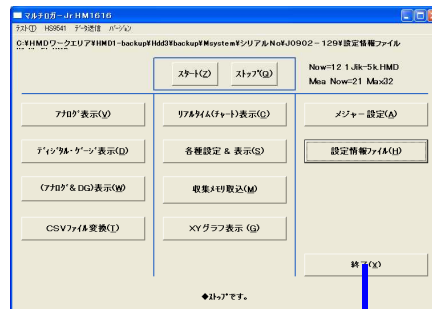 マルチロガーJr HM1616
テスト(T) HG9541 データ送信 バージョン
C:¥HMDワークエリア¥HMD1-backup¥Hdd3¥backup¥Msystem¥シリアルNo¥J0902-129¥設定情報ファイル
スタート(Z) ストップ(Q)
Now=12 1 Jik-5k.HMD
Mea Now=21 Max32
アナログ表示(V) リアルタイム(チャート)表示(C) メジャー設定(A)
ディジタル・ゲージ表示(D) 各種設定 & 表示(S) 設定情報ファイル(H)
(アナログ& DG)表示(W) 収集メモリ取込(M)
CSVファイル変換(T) XYグラフ表示 (G)
終了(X)
◆ストップです。